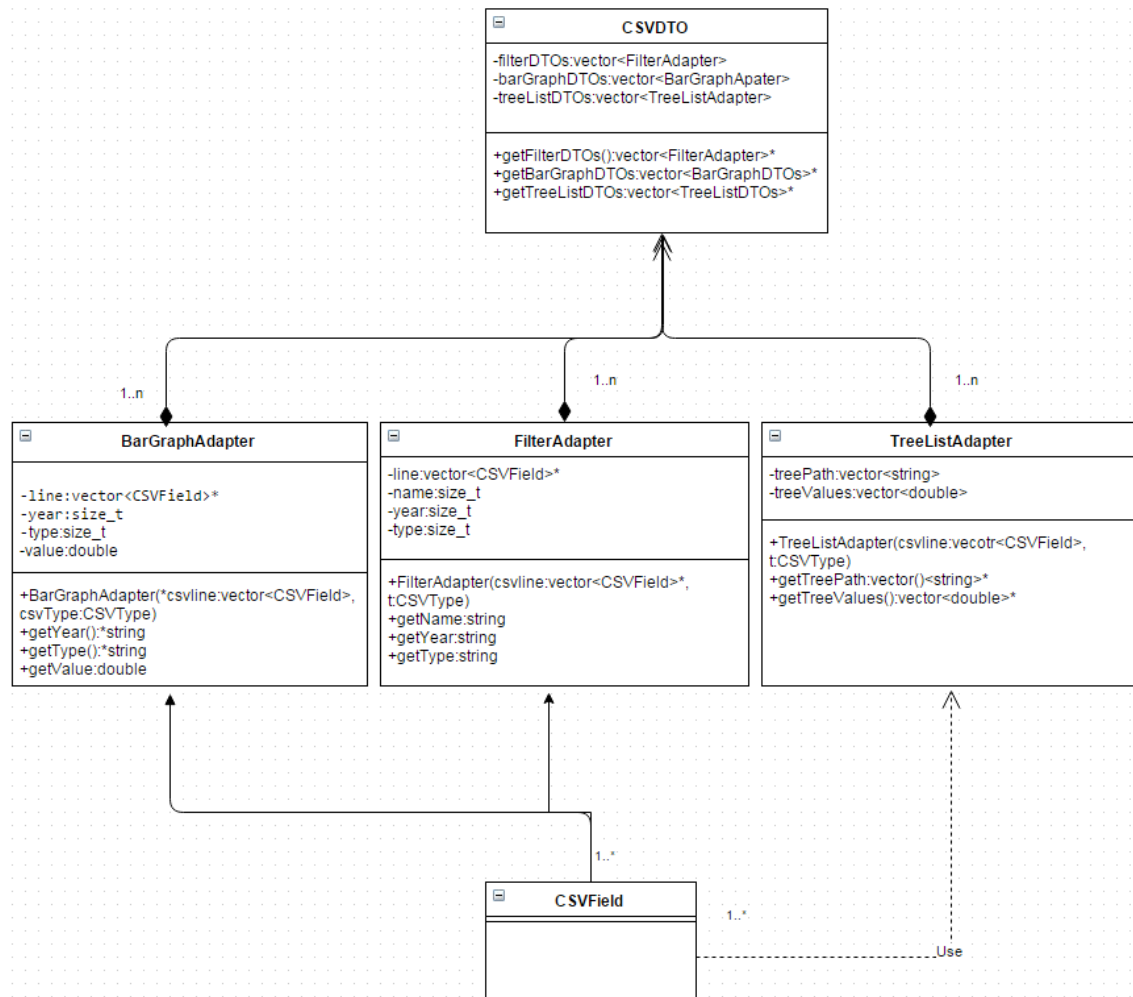 CSVDTO
-filterDTOs:vector<FilterAdapter>
-barGraphDTOs:vector<BarGraphApater>
-treeListDTOs:vector<TreeListAdapter>
+getFilterDTOs():vector<FilterAdapter>*
+getBarGraphDTOs:vector<BarGraphDTOs>*
+getTreeListDTOs:vector<TreeListDTOs>*
1..n
1..n
1..n
BarGraphAdapter
-line:vector<CSVField>*
-year:size_t
-type:size_t
-value:double
+BarGraphAdapter(*csvline:vector<CSVField>,
csvType:CSVType)
+getYear():*string
+getType():*string
+getValue:double
FilterAdapter
-line:vector<CSVField>*
-name:size_t
-year:size_t
-type:size_t
+FilterAdapter(csvline:vector<CSVField>*,
t:CSVType)
+getName:string
+getYear:string
+getType:string
TreeListAdapter
-treePath:vector<string>
-treeValues:vector<double>
+TreeListAdapter(csvline:vecotr<CSVField>,
t:CSVType)
+getTreePath:vector()<string>*
+getTreeValues():vector<double>*
1..*
CSVField
1..*
Use